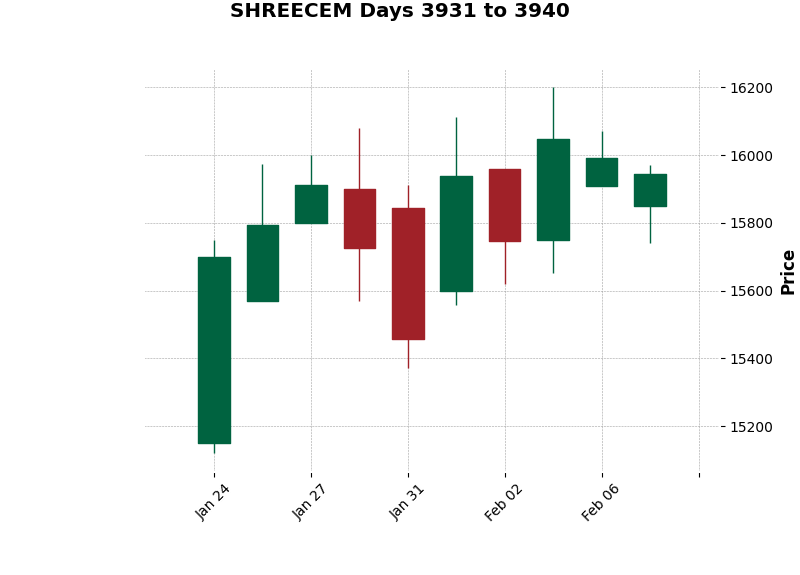 SHREECEM Days 3931 to 3940
16200
16000
15800
15600
15400
15200
Price
Jan 24
Jan 27
Jan 31
Feb 02
Feb 06